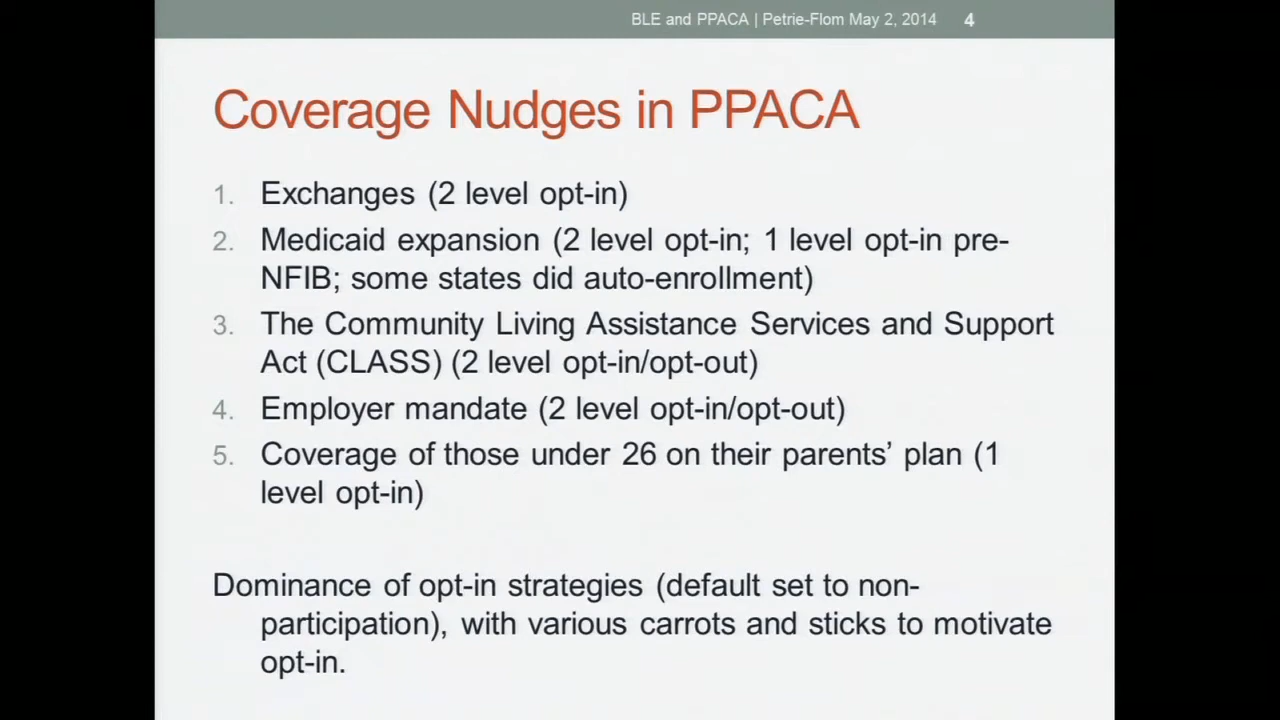 BLE and PPACA | Petrie-Flom May 2, 2014 4
Coverage Nudges in PPACA
1. Exchanges (2 level opt-in)
2. Medicaid expansion (2 level opt-in; 1 level opt-in pre-
NFIB; some states did auto-enrollment)
3. The Community Living Assistance Services and Support
Act (CLASS) (2 level opt-in/opt-out)
4. Employer mandate (2 level opt-in/opt-out)
5. Coverage of those under 26 on their parents’ plan (1
level opt-in)
Dominance of opt-in strategies (default set to non-
participation), with various carrots and sticks to motivate
opt-in.